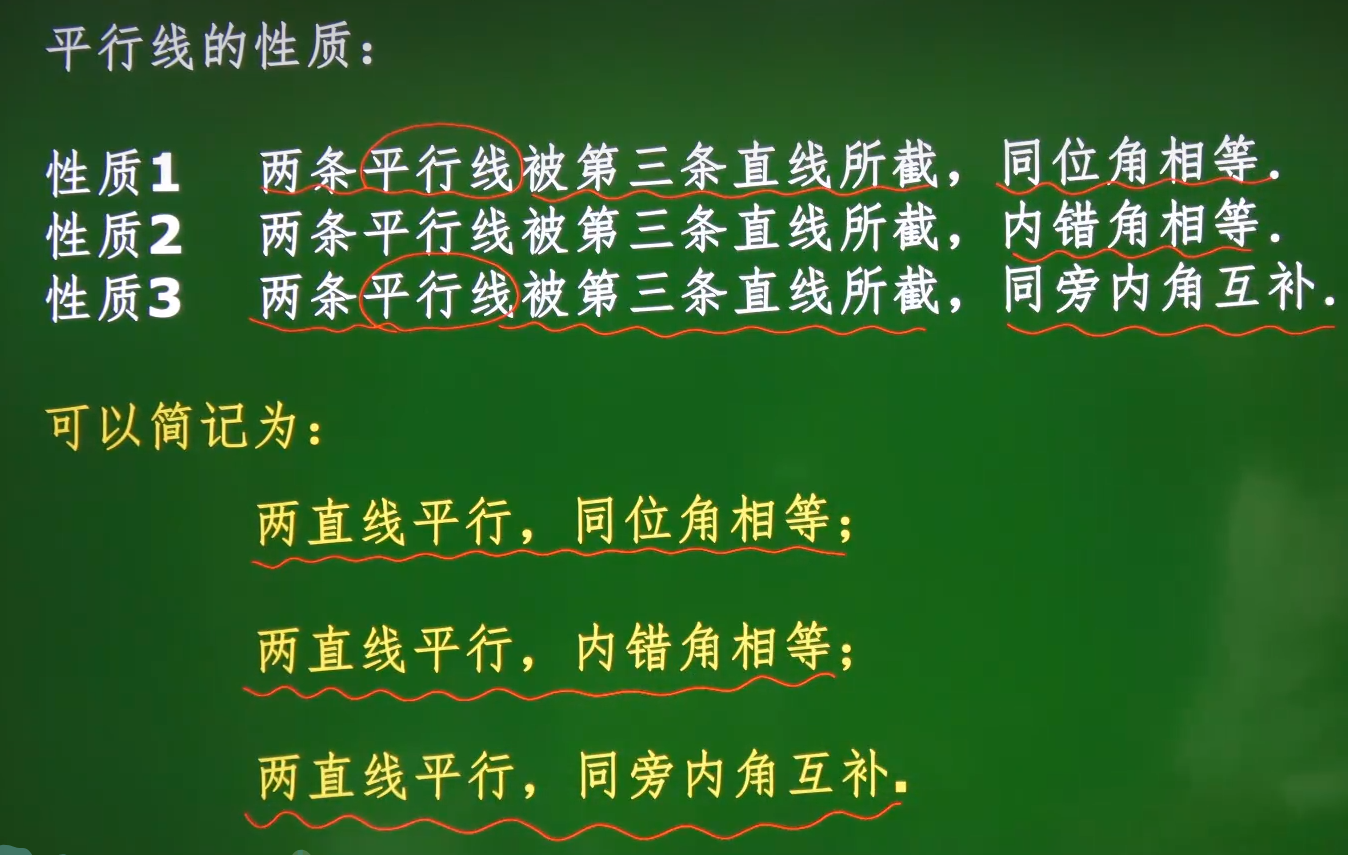 平行线的性质：
性质1 两条平行线被第三条直线所截，同位角相等.
性质2 两条平行线被第三条直线所截，内错角相等.
性质3 两条平行线被第三条直线所截，同旁内角互补.
可以简记为：
两直线平行，同位角相等；
两直线平行，内错角相等；
两直线平行，同旁内角互补.